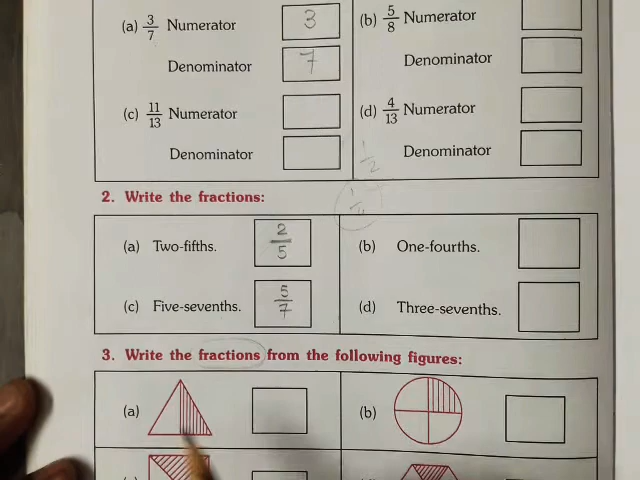 (a) 3/7 Numerator 3 (b) 5/8 Numerator
Denominator 7 Denominator
(c) 11/13 Numerator (d) 4/13 Numerator
Denominator 1/2 Denominator
2. Write the fractions:
(a) Two-fifths. 2/5 (b) One-fourths.
(c) Five-sevenths. 5/7 (d) Three-sevenths.
3. Write the fractions from the following figures:
(a) (b)